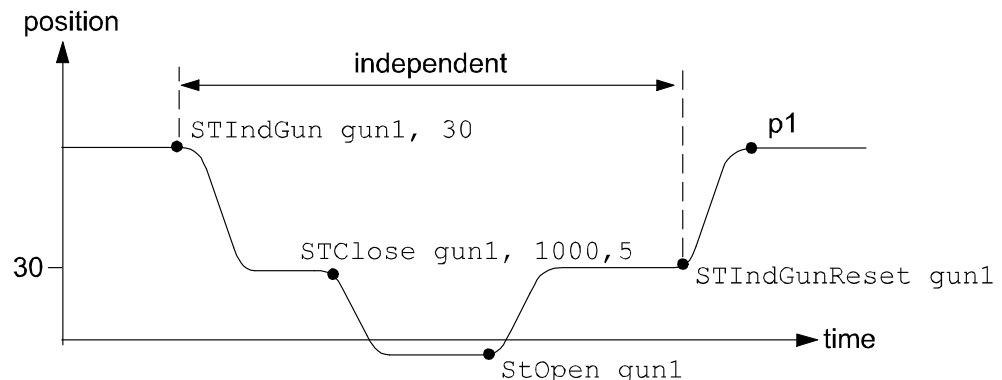 position
independent
STIndGun gun1, 30
p1
STClose gun1, 1000,5
30
STIndGunReset gun1
time
StOpen gun1